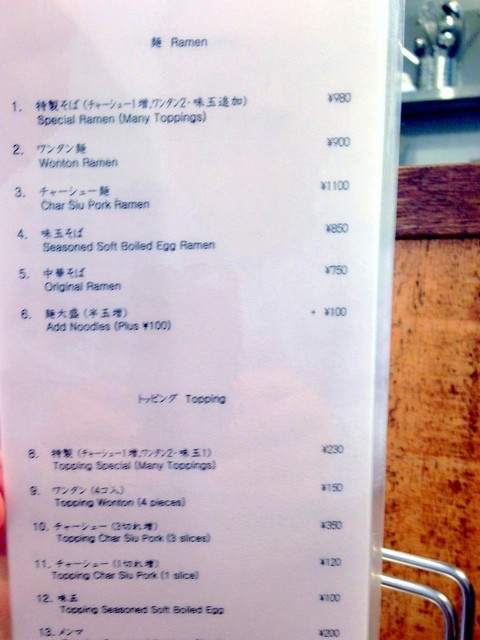 麺 Ramen
1. 特製そば (チャーシュー1増,ワンタン2・味玉追加) ¥980
Special Ramen (Many Toppings)
2. ワンタン麺 ¥900
Wonton Ramen
3. チャーシュー麺 ¥1100
Char Siu Pork Ramen
4. 味玉そば ¥850
Seasoned Soft Boiled Egg Ramen
5. 中華そば ¥750
Original Ramen
6. 麺大盛 (半玉増) + ¥100
Add Noodles (Plus ¥100)
トッピング Topping
8. 特製 (チャーシュー1増,ワンタン2・味玉1) ¥230
Topping Special (Many Toppings)
9. ワンタン (4コ入) ¥150
Topping Wonton (4 pieces)
10. チャーシュー (3切れ増) ¥350
Topping Char Siu Pork (3 slices)
11. チャーシュー (1切れ増) ¥120
Topping Char Siu Pork (1 slice)
12. 味玉 ¥100
Topping Seasoned Soft Boiled Egg
13. メンマ ¥200